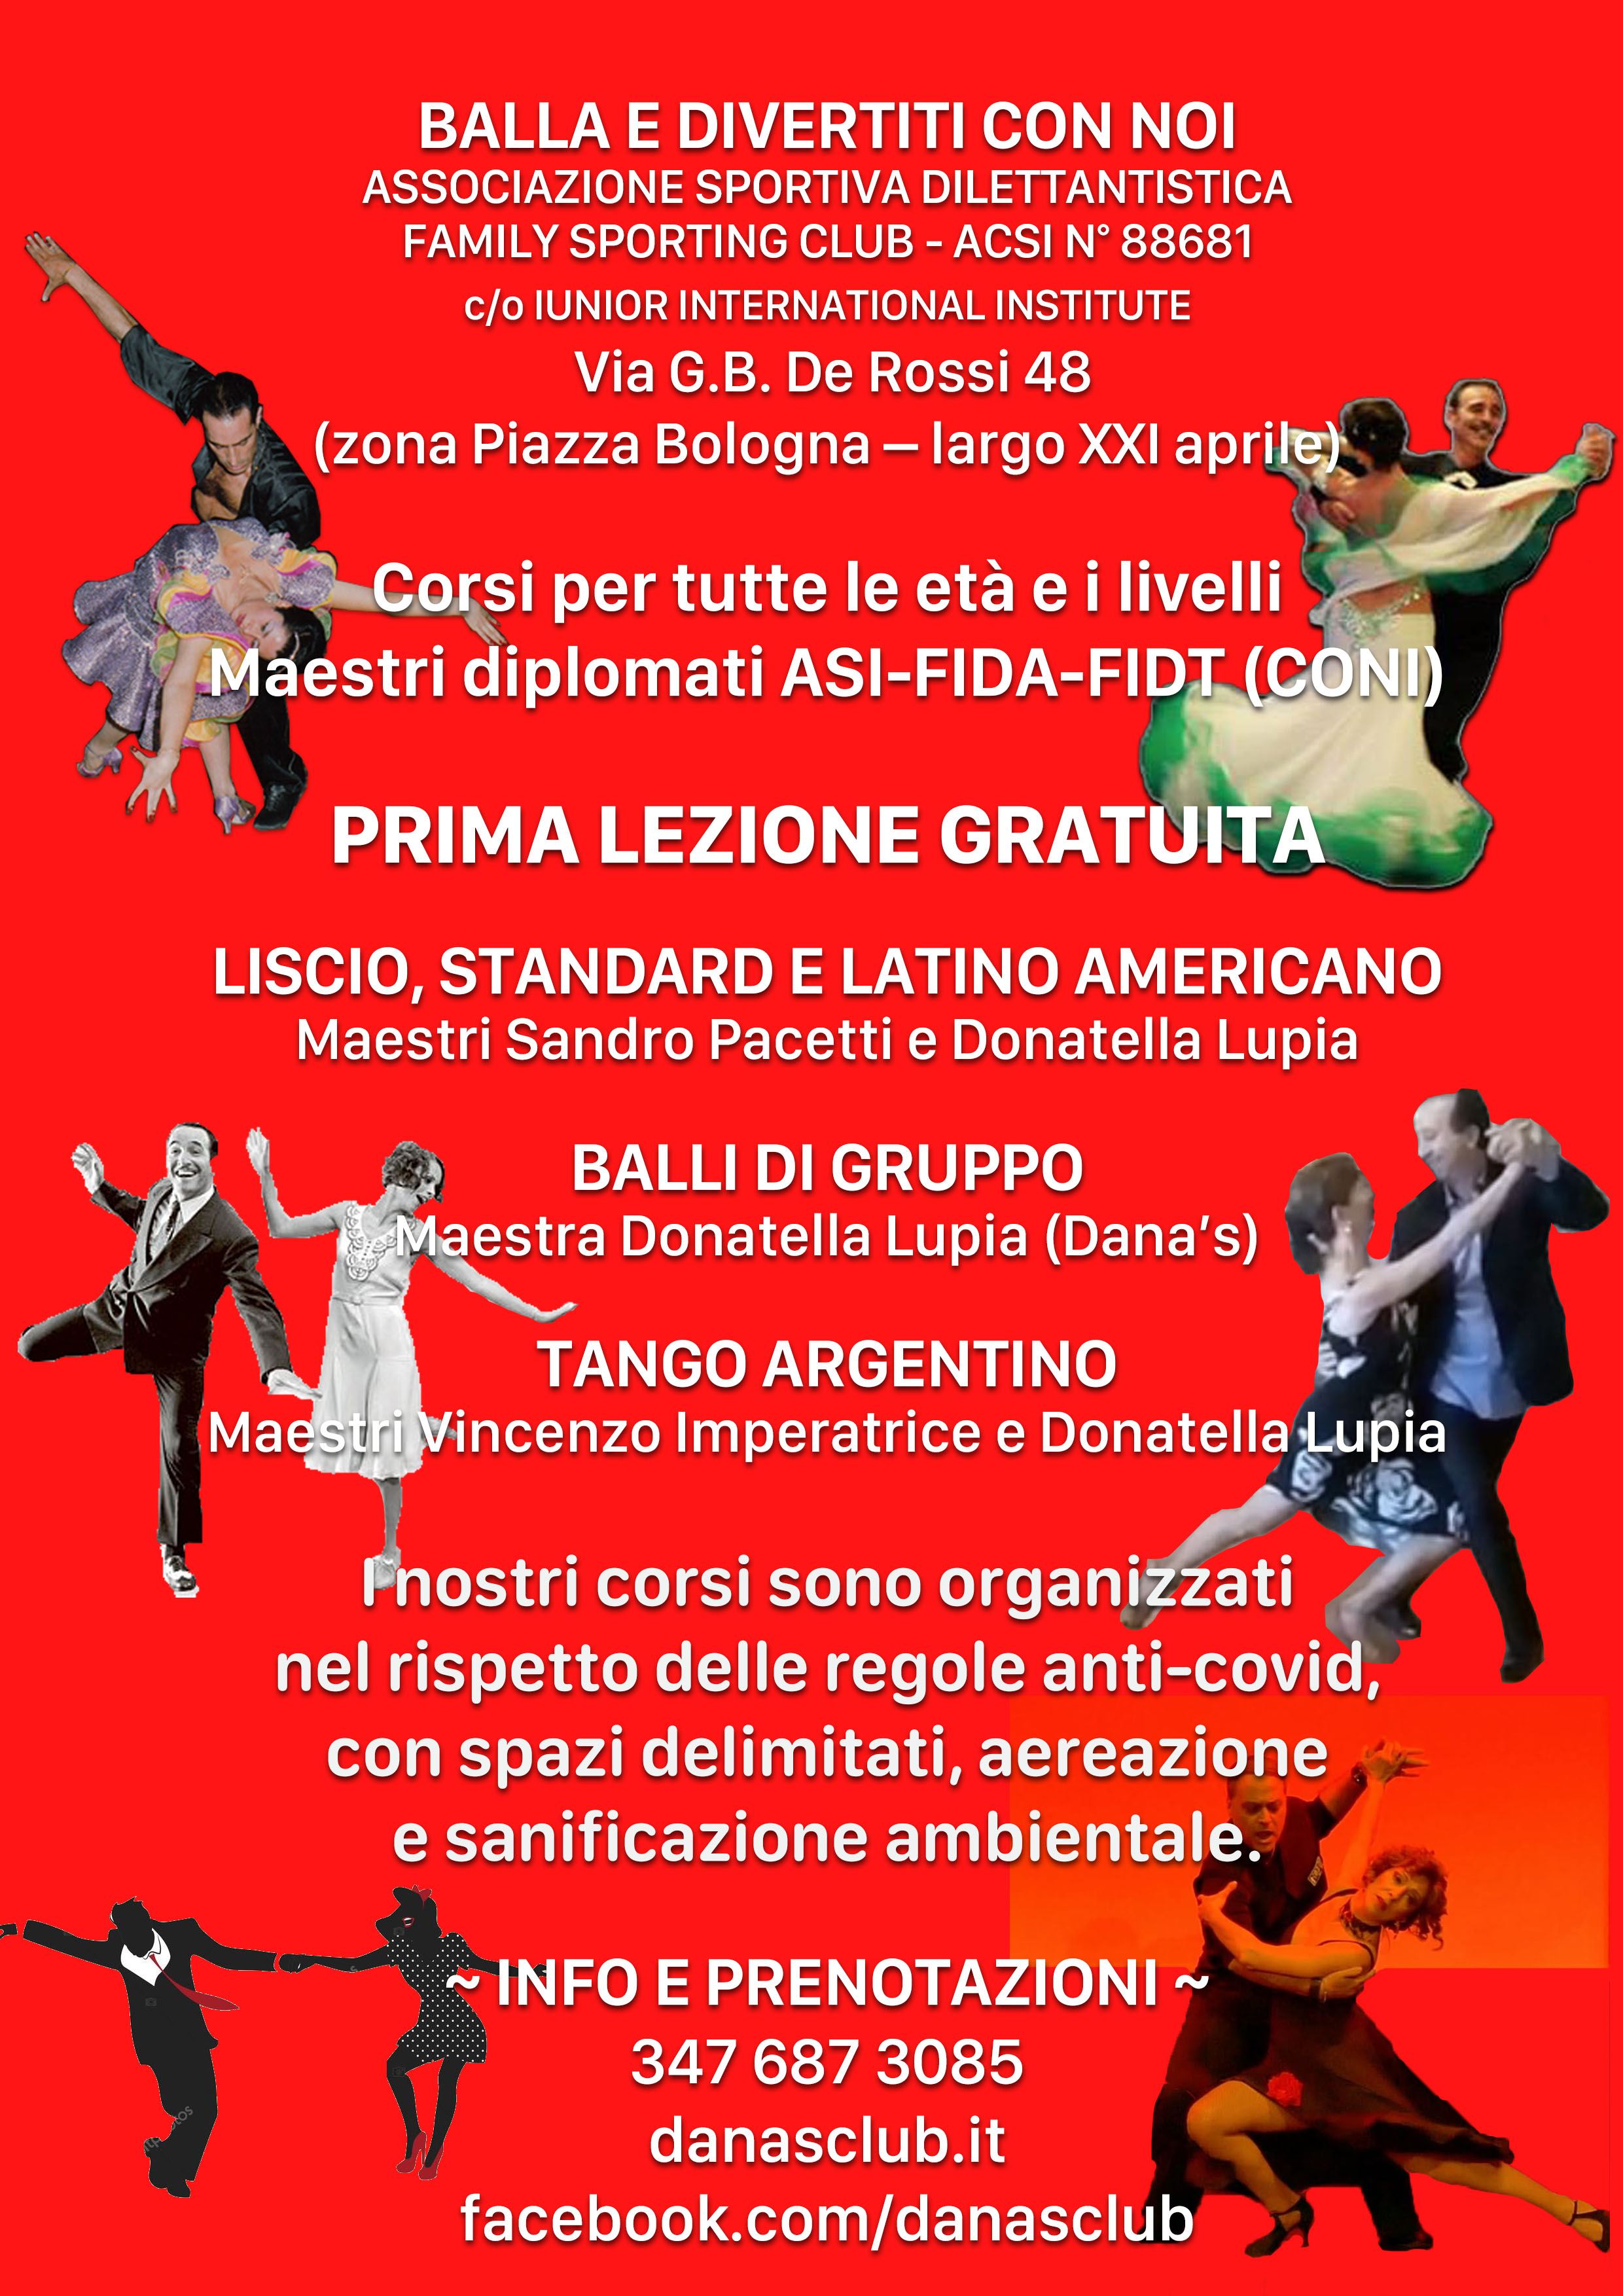 BALLA E DIVERTITI CON NOI
ASSOCIAZIONE SPORTIVA DILETTANTISTICA
FAMILY SPORTING CLUB - ACSI N° 88681
c/o IUNIOR INTERNATIONAL INSTITUTE
Via G.B. De Rossi 48
(zona Piazza Bologna – largo XXI aprile)
Corsi per tutte le età e i livelli
Maestri diplomati ASI-FIDA-FIDT (CONI)
PRIMA LEZIONE GRATUITA
LISCIO, STANDARD E LATINO AMERICANO
Maestri Sandro Pacetti e Donatella Lupia
BALLI DI GRUPPO
Maestra Donatella Lupia (Dana’s)
TANGO ARGENTINO
Maestri Vincenzo Imperatrice e Donatella Lupia
I nostri corsi sono organizzati
nel rispetto delle regole anti-covid,
con spazi delimitati, aereazione
e sanificazione ambientale.
~ INFO E PRENOTAZIONI ~
347 687 3085
danasclub.it
facebook.com/danasclub